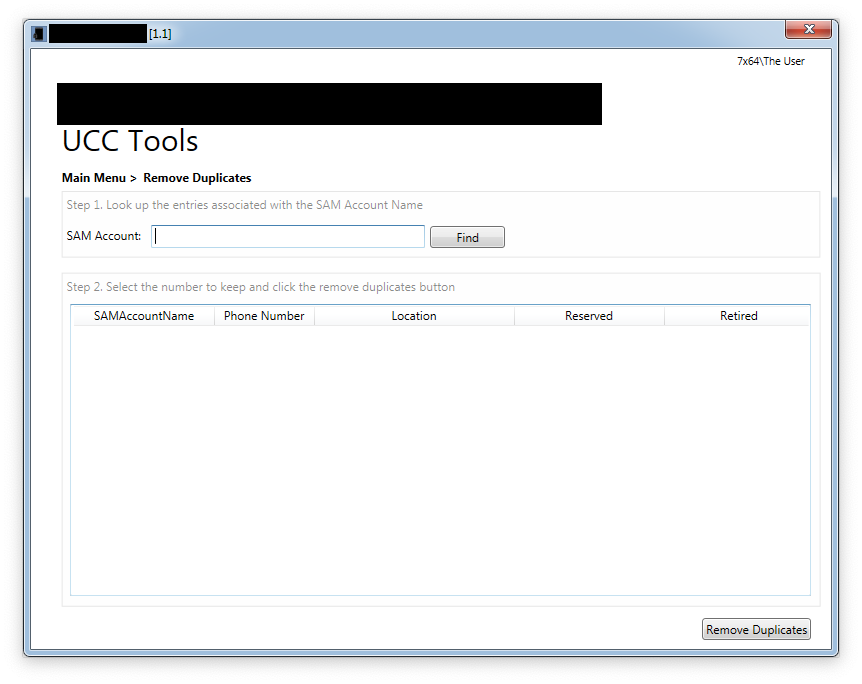 [1.1]
7x64\The User
UCC Tools
Main Menu > Remove Duplicates
Step 1. Look up the entries associated with the SAM Account Name
SAM Account: Find
Step 2. Select the number to keep and click the remove duplicates button
SAMAccountName Phone Number Location Reserved Retired
Remove Duplicates